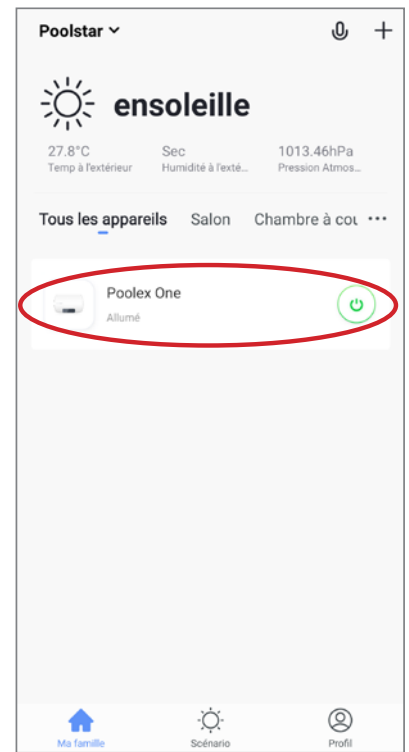 Poolstar
ensoleille
27.8°C Sec 1013.46hPa
Temp à l'extérieur Humidité à l'exté... Pression Atmos...
Tous les appareils Salon Chambre à cou ...
Poolex One
Allumé
Ma famille Scénario Profil